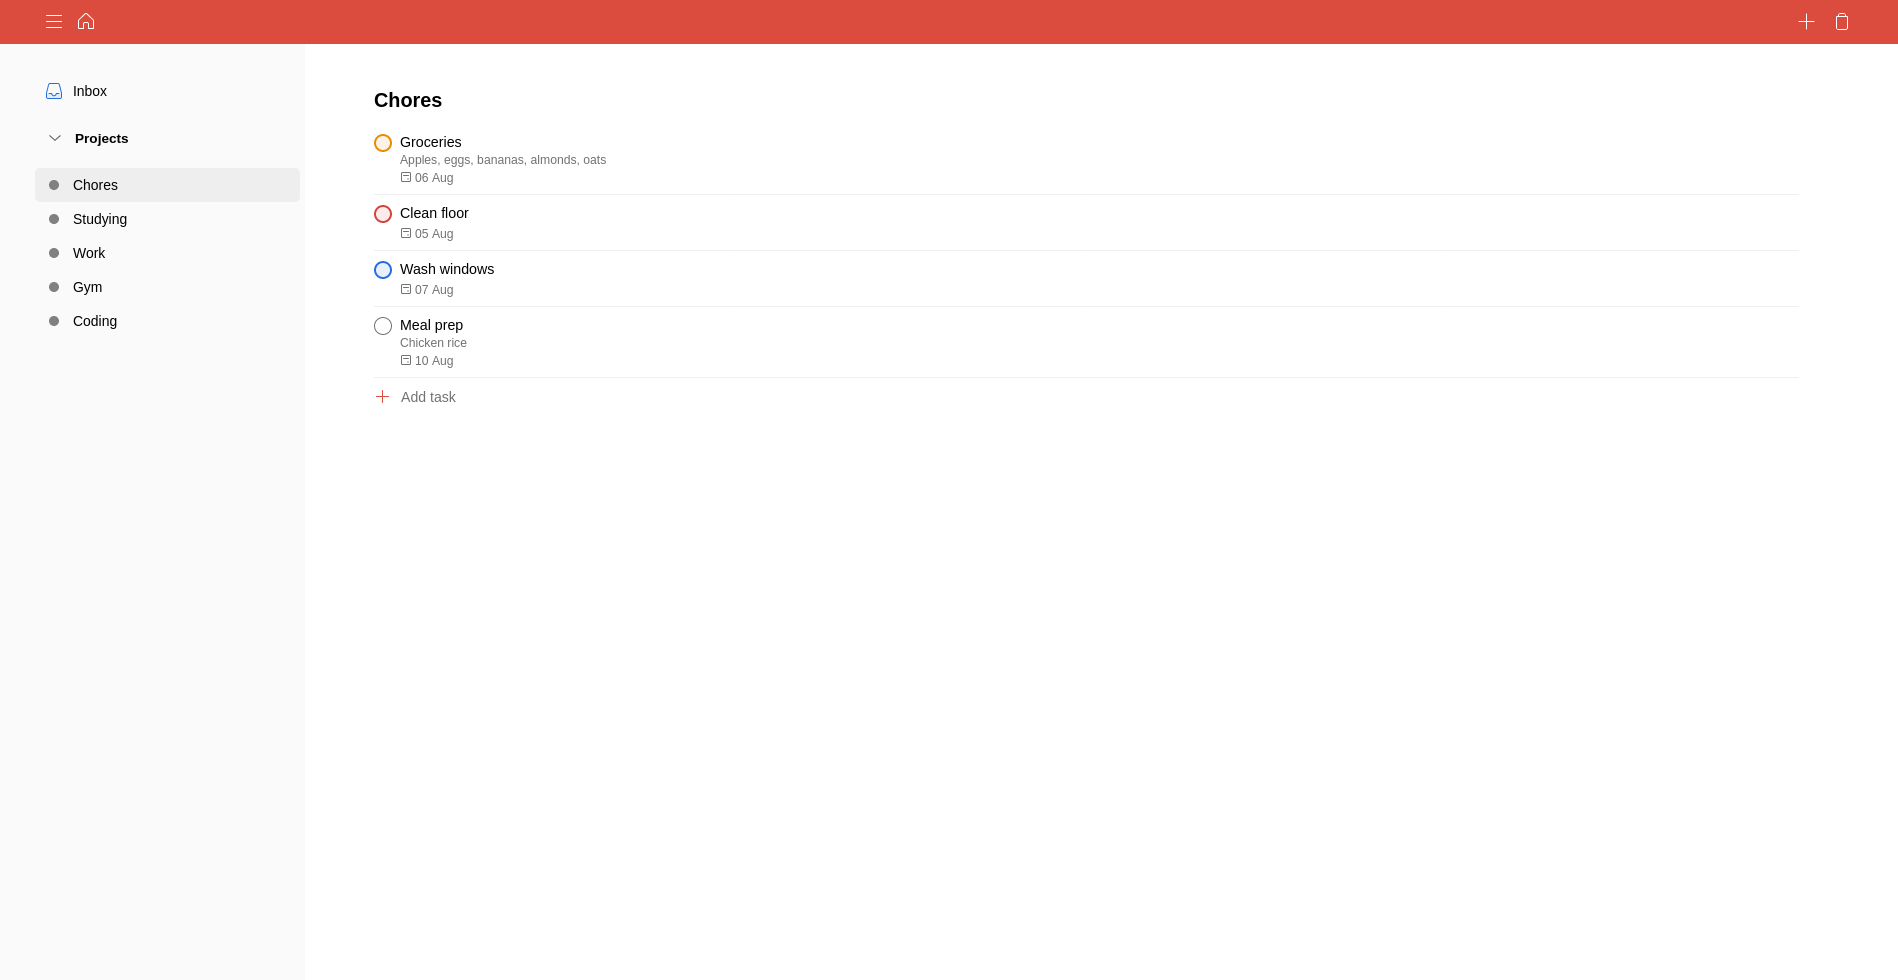 Inbox
Projects
Chores
Studying
Work
Gym
Coding
Chores
Groceries
Apples, eggs, bananas, almonds, oats
06 Aug
Clean floor
05 Aug
Wash windows
07 Aug
Meal prep
Chicken rice
10 Aug
Add task